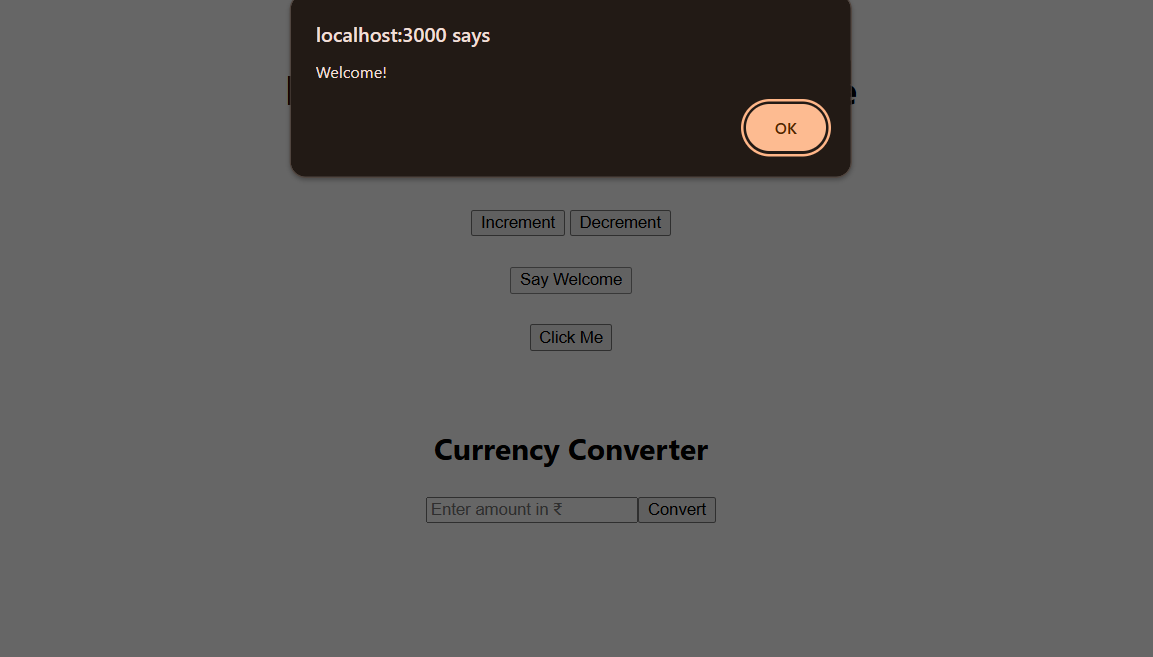 localhost:3000 says
Welcome!
OK
Increment Decrement
Say Welcome
Click Me
Currency Converter
Enter amount in ₹ Convert